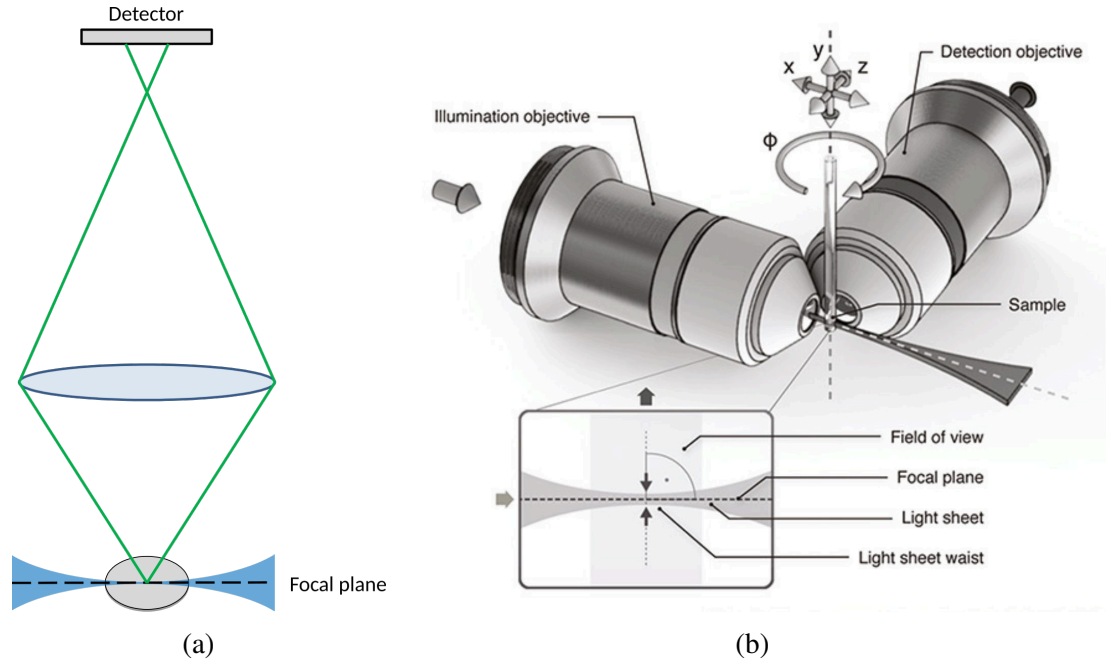 Detector
Focal plane
(a)
Detection objective
y
x
z
Illumination objective
ϕ
Sample
Field of view
Focal plane
Light sheet
Light sheet waist
(b)